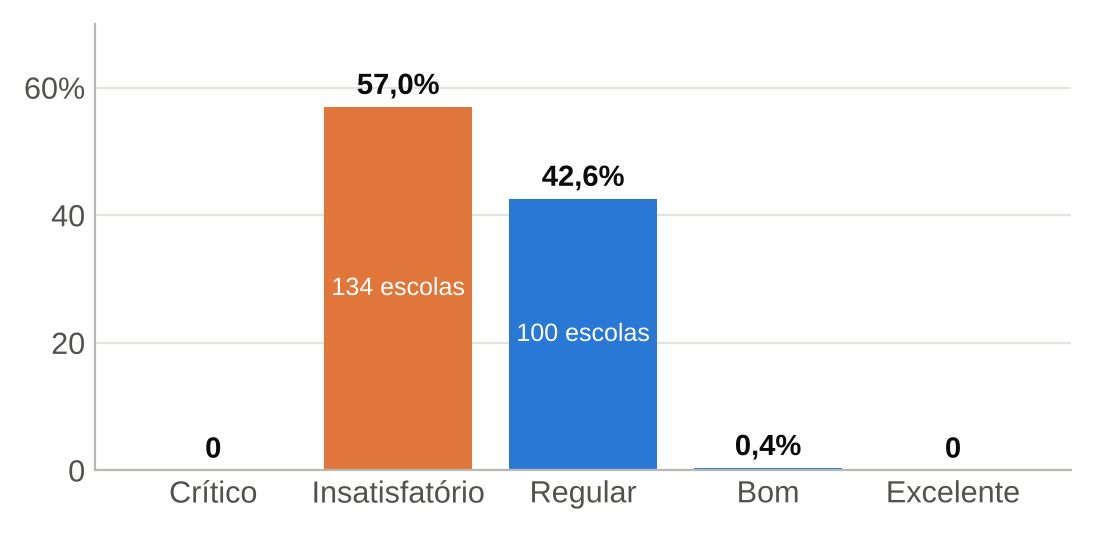 60%
57,0%
42,6%
40
134 escolas
100 escolas
20
0
0,4%
0
0
Crítico
Insatisfatório
Regular
Bom
Excelente